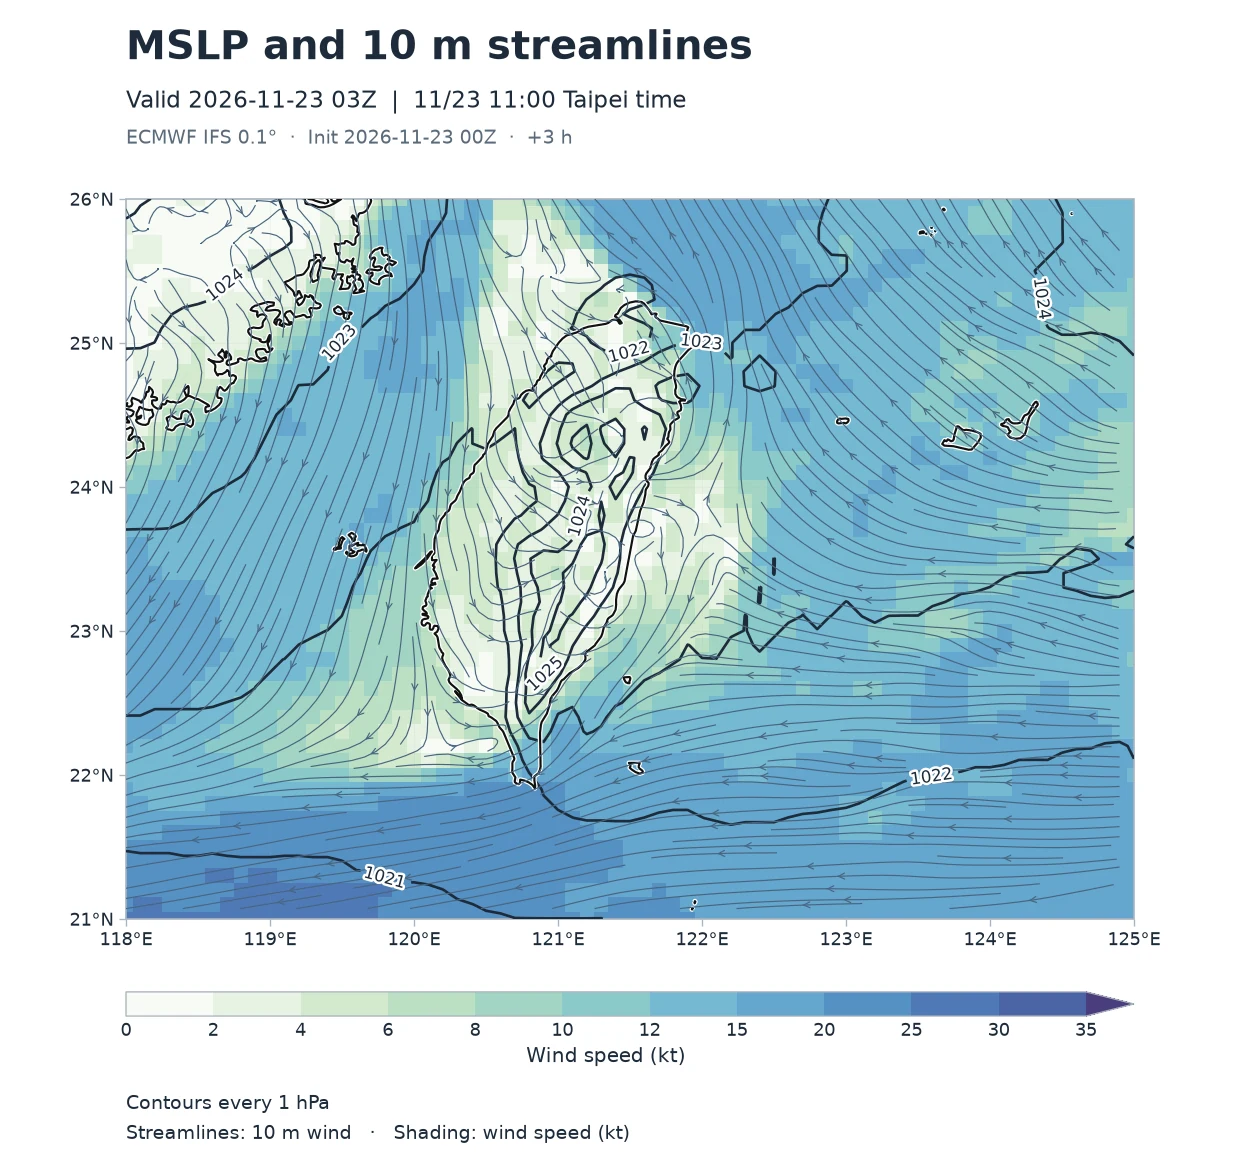 MSLP and 10 m streamlines
Valid 2026-11-23 03Z | 11/23 11:00 Taipei time
ECMWF IFS 0.1° · Init 2026-11-23 00Z · +3 h
26°N
25°N
24°N
23°N
22°N
21°N
1024
1023
1022
1023
1024
1024
1025
1022
1021
118°E 119°E 120°E 121°E 122°E 123°E 124°E 125°E
0 2 4 6 8 10 12 15 20 25 30 35
Wind speed (kt)
Contours every 1 hPa
Streamlines: 10 m wind · Shading: wind speed (kt)